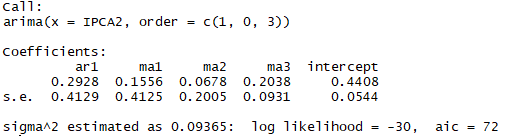 Call:
arima(x = IPCA2, order = c(1, 0, 3))
Coefficients:
ar1 ma1 ma2 ma3 intercept
0.2928 0.1556 0.0678 0.2038 0.4408
s.e. 0.4129 0.4125 0.2005 0.0931 0.0544
sigma^2 estimated as 0.09365: log likelihood = -30, aic = 72